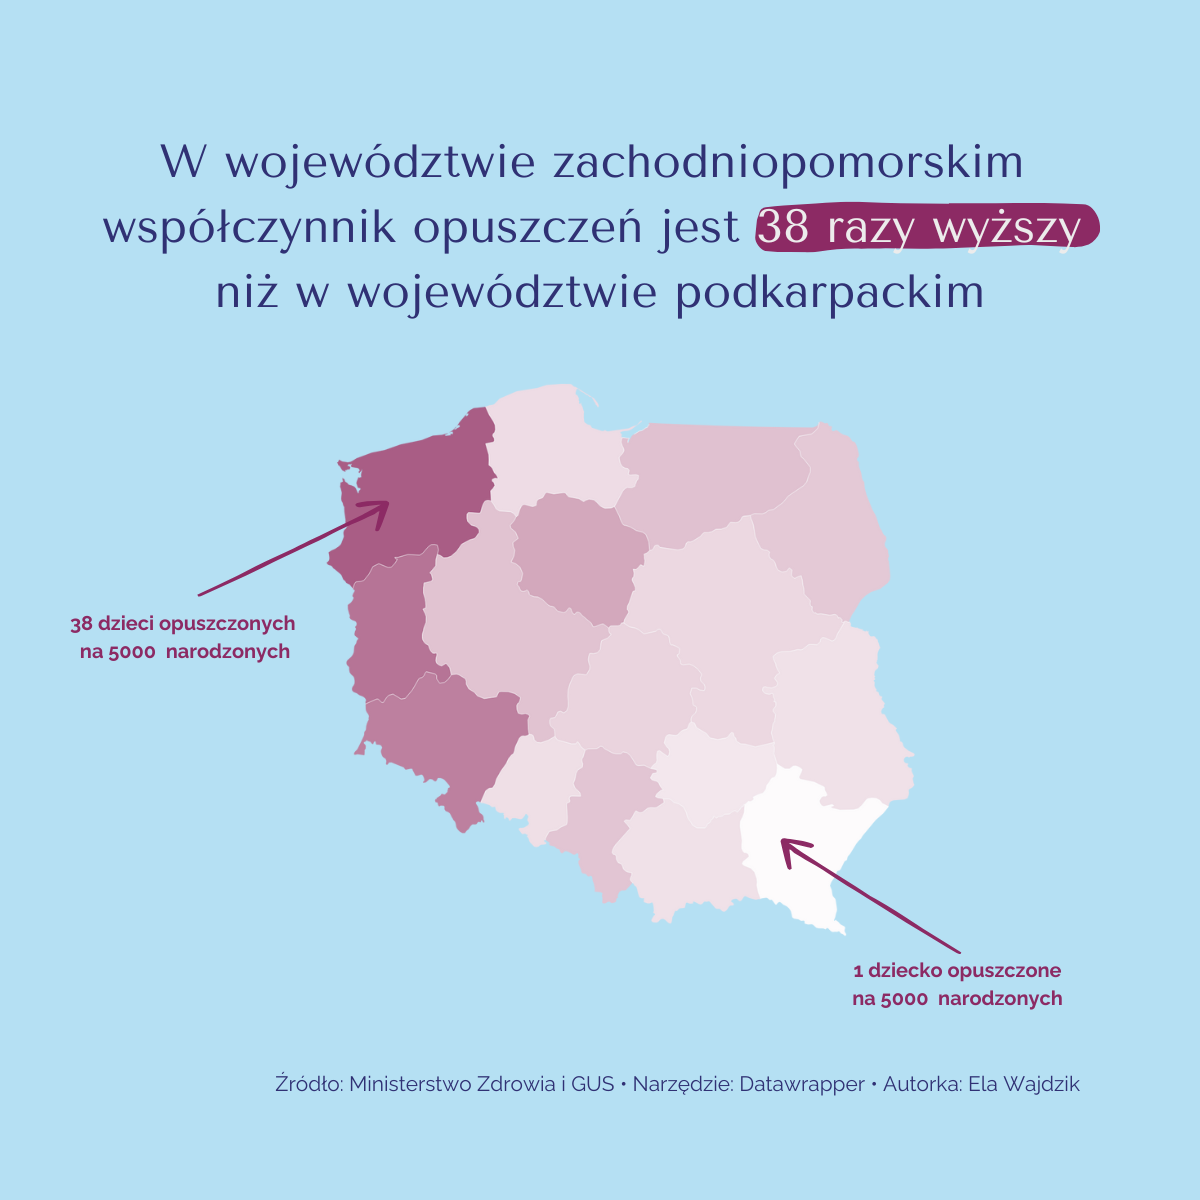 W województwie zachodniopomorskim
współczynnik opuszczeń jest 38 razy wyższy
niż w województwie podkarpackim
38 dzieci opuszczonych
na 5000 narodzonych
1 dziecko opuszczone
na 5000 narodzonych
Źródło: Ministerstwo Zdrowia i GUS • Narzędzie: Datawrapper • Autorka: Ela Wajdzik